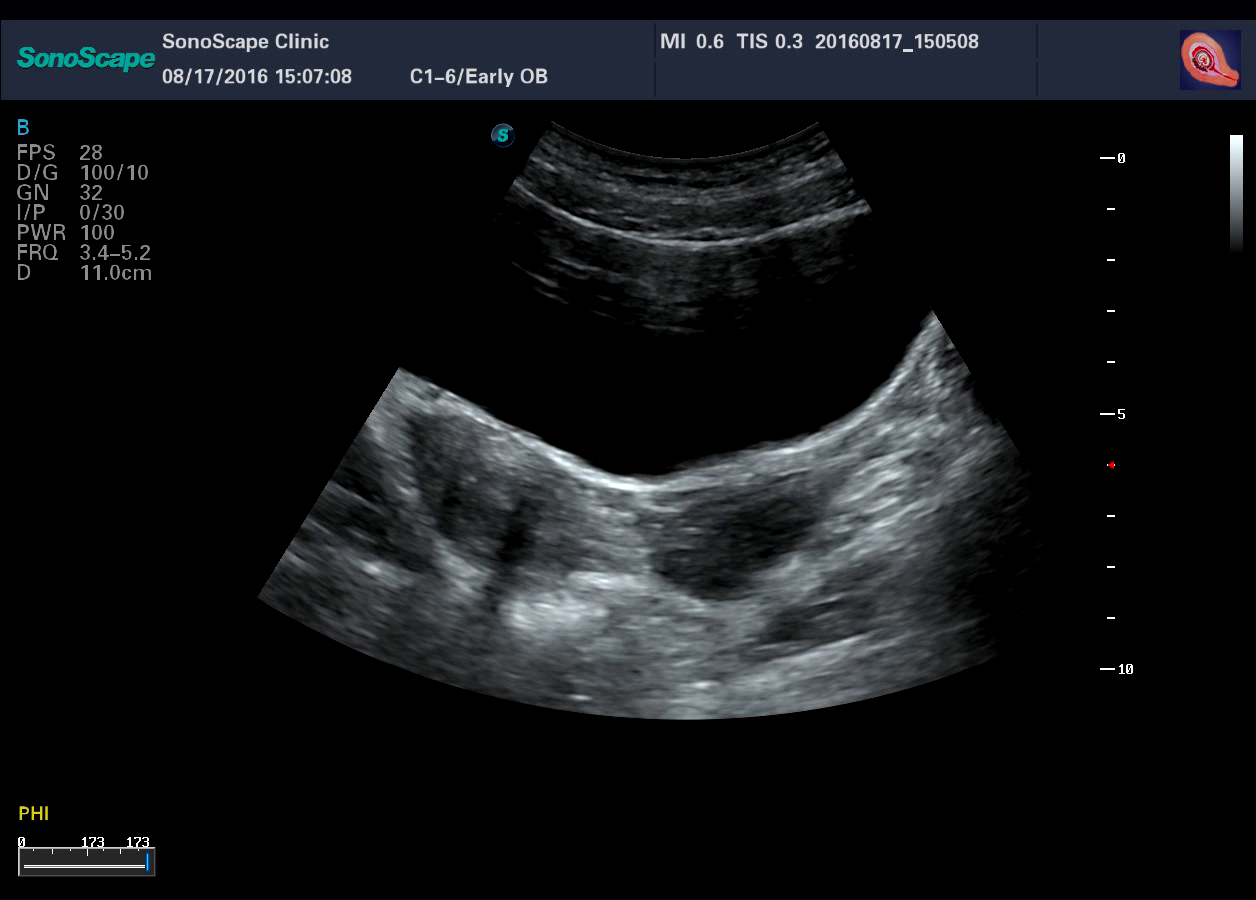 SonoScape
SonoScape Clinic
MI 0.6 TIS 0.3 20160817_150508
08/17/2016 15:07:08 C1-6/Early OB
S
B
FPS 28
D/G 100/10
GN 32
I/P 0/30
PWR 100
FRQ 3.4-5.2
D 11.0cm
0
5
10
PHI
0 173 173